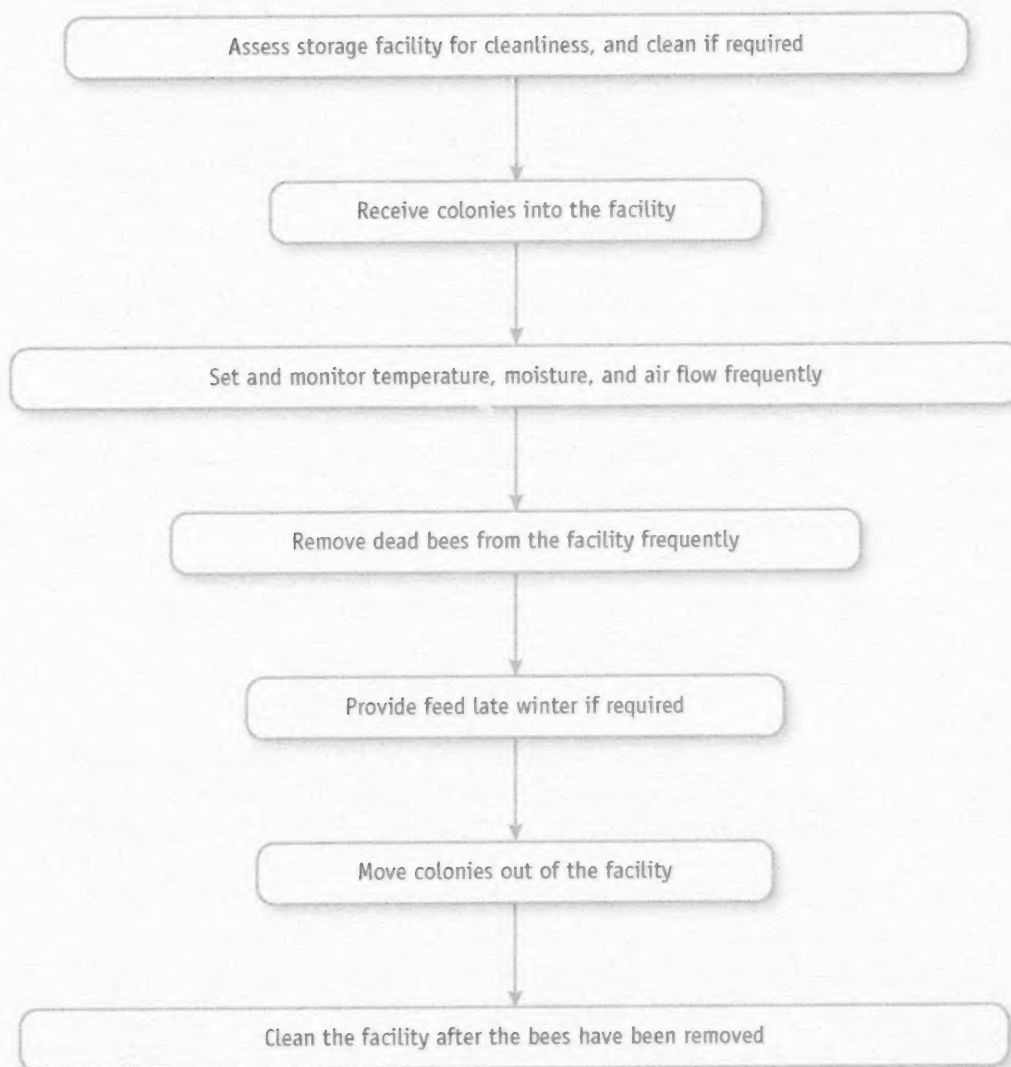 Assess storage facility for cleanliness, and clean if required
Receive colonies into the facility
Set and monitor temperature, moisture, and air flow frequently
Remove dead bees from the facility frequently
Provide feed late winter if required
Move colonies out of the facility
Clean the facility after the bees have been removed